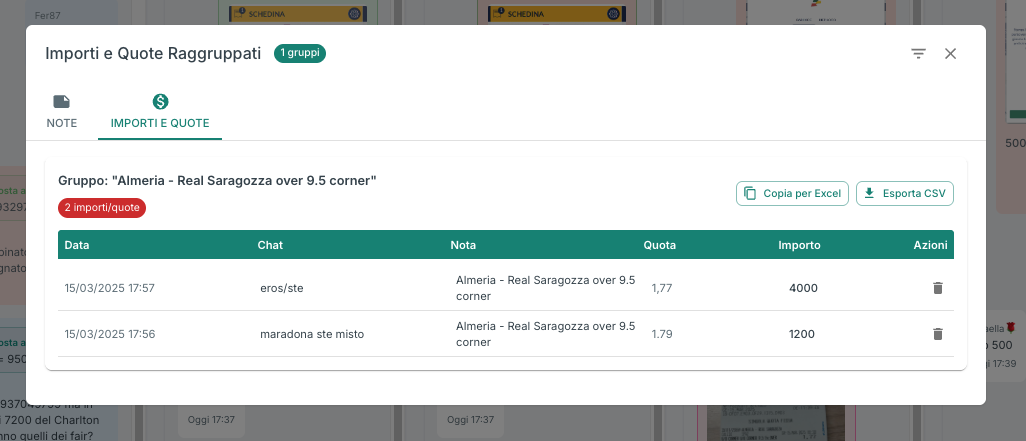 Fer87
SCHEDINA
SCHEDINA
Importi e Quote Raggruppati
1 gruppi
NOTE
IMPORTI E QUOTE
Gruppo: "Almeria - Real Saragozza over 9.5 corner"
2 importi/quote
Copia per Excel
Esporta CSV
Data Chat Nota Quota Importo Azioni
15/03/2025 17:57 eros/ste Almeria - Real Saragozza over 9.5 1,77 4000
corner
15/03/2025 17:56 maradona ste misto Almeria - Real Saragozza over 9.5 1.79 1200
corner
500
= 950
500
17:39
7200 del Charlton
nno quelli dei fair?
Oggi 17:37
Oggi 17:37